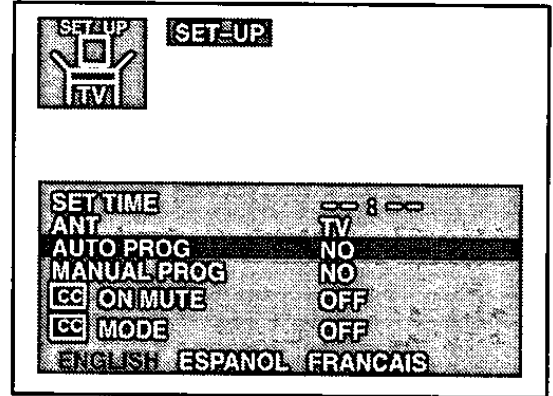 SET-UP
SET-UP
TV
SET TIME -- : --
ANT TV
AUTO PROG NO
MANUAL PROG NO
CC ON MUTE OFF
CC MODE OFF
ENGLISH ESPANOL FRANCAIS